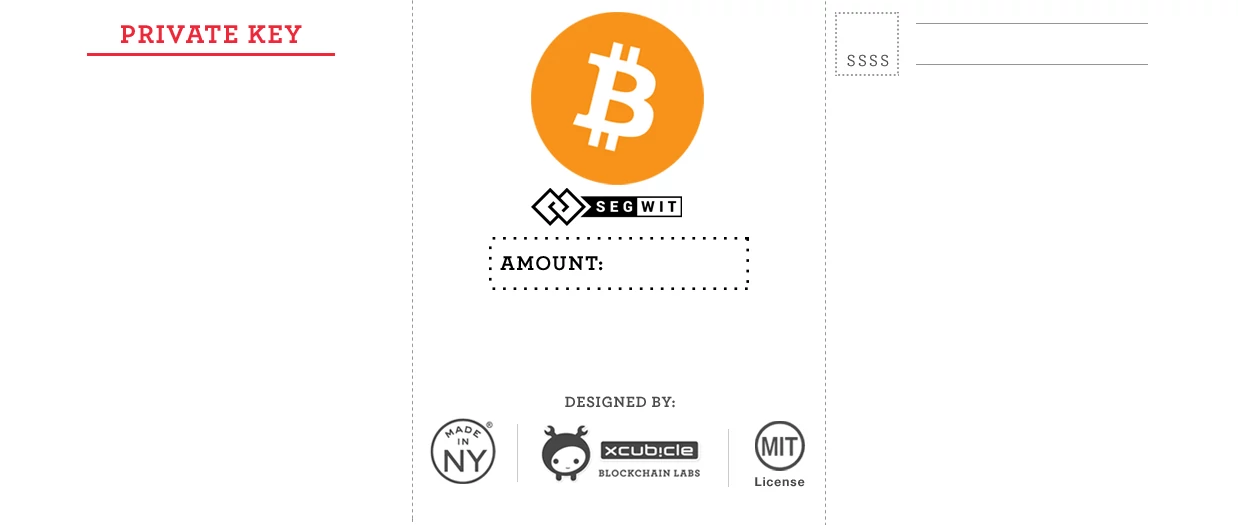 PRIVATE KEY
SSSS
SEGWIT
AMOUNT:
DESIGNED BY:
MADE
IN
NY®
xcub!cle
BLOCKCHAIN LABS
MIT
License